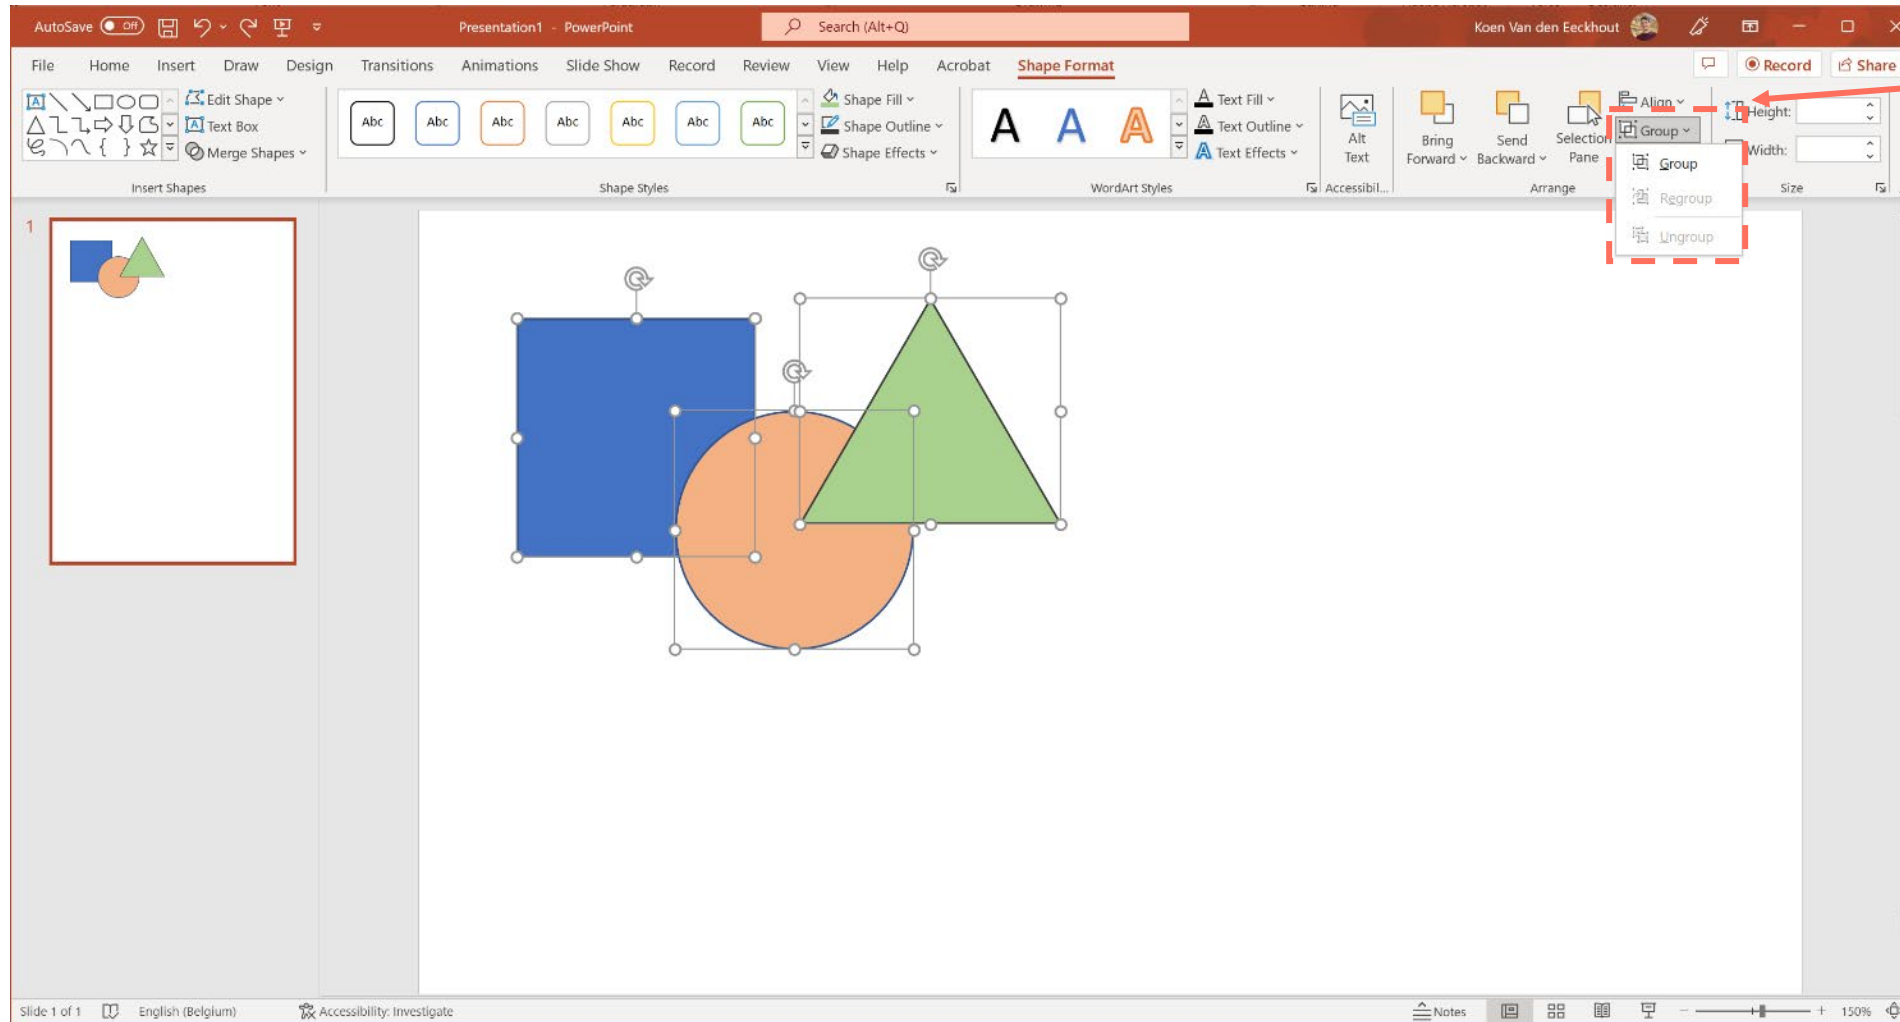 AutoSave Off Presentation1 - PowerPoint Search (Alt+Q) Koen Van den Eeckhout
File Home Insert Draw Design Transitions Animations Slide Show Record Review View Help Acrobat Shape Format Record Share
Edit Shape
Text Box
Merge Shapes
Insert Shapes
Abc Abc Abc Abc Abc Abc Abc
Shape Fill
Shape Outline
Shape Effects
Shape Styles
A A A
Text Fill
Text Outline
Text Effects
WordArt Styles
Alt
Text
Accessibil...
Bring
Forward
Send
Backward
Selection
Pane
Align
Group
Arrange
Height:
Width:
Size
Group
Regroup
Ungroup
1
Slide 1 of 1 English (Belgium) Accessibility: Investigate Notes 150%